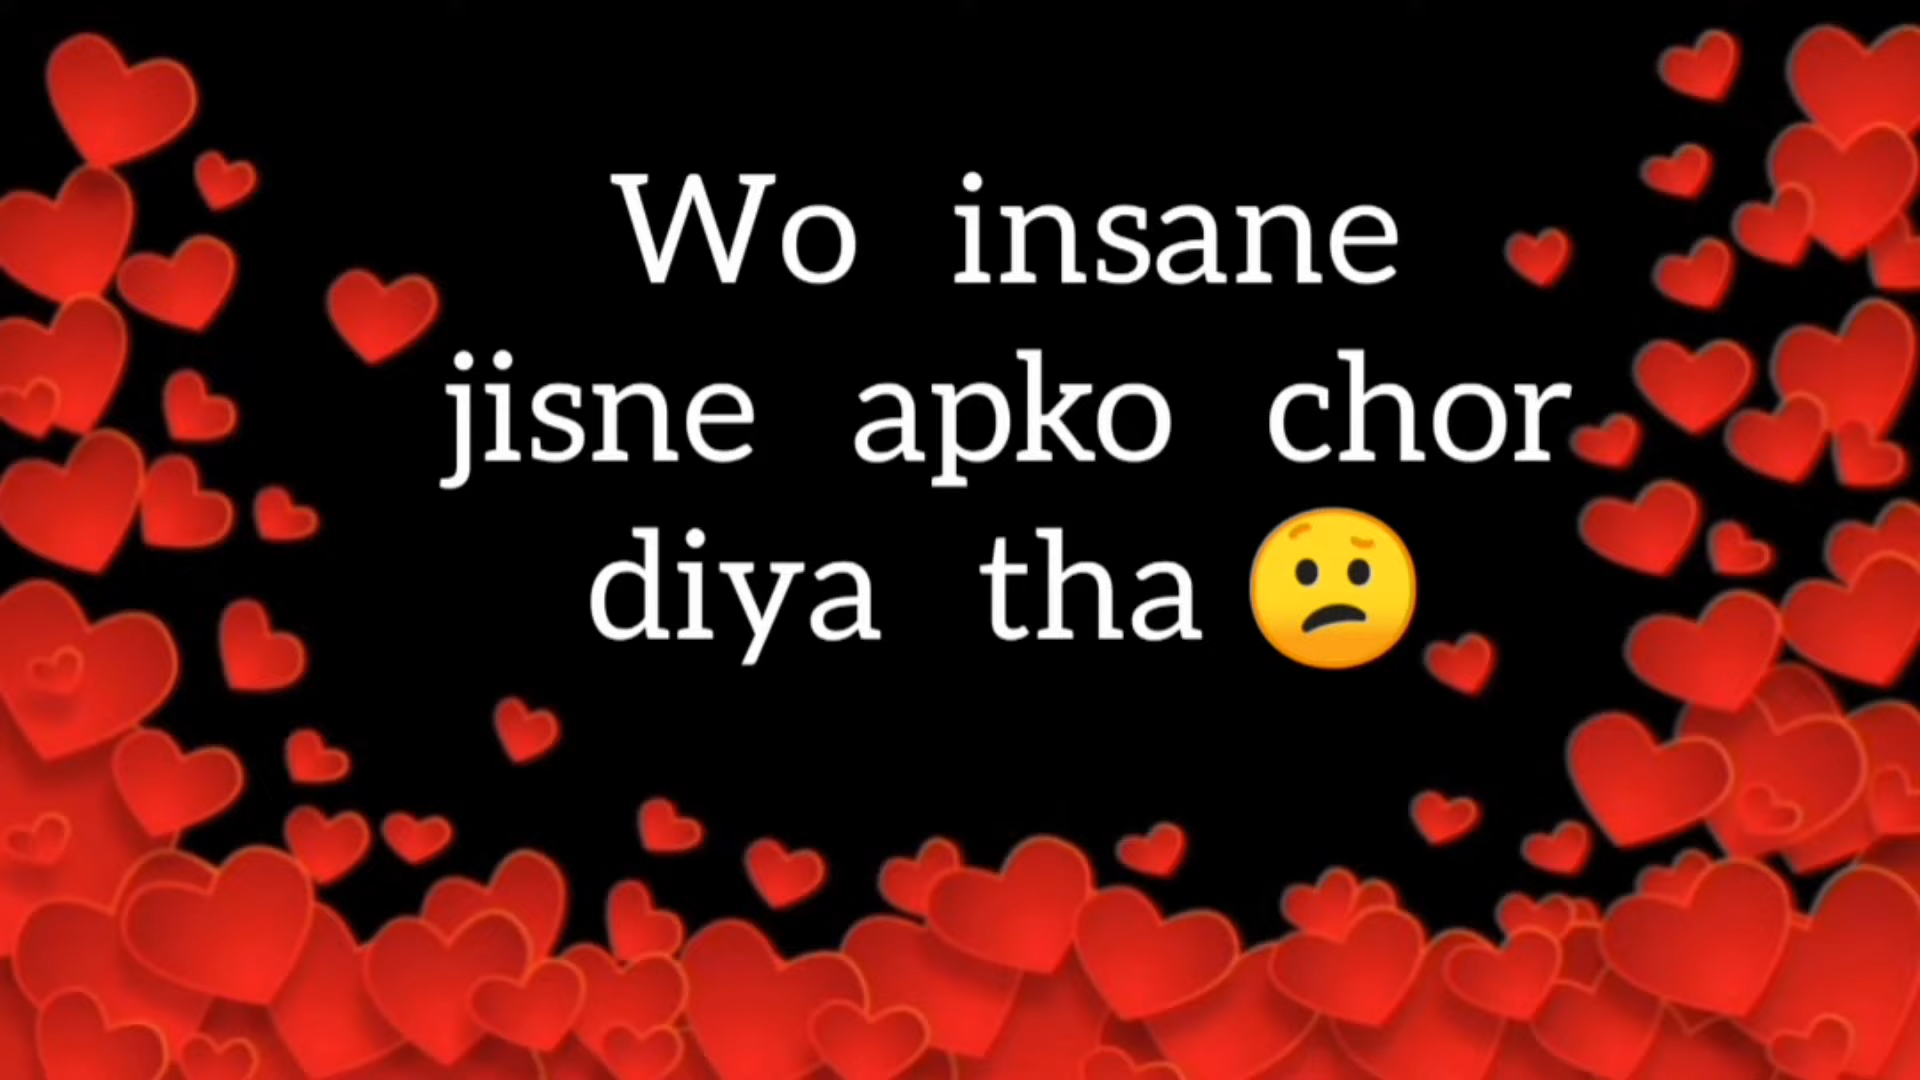 Wo insane
jisne apko chor
diya tha 😕